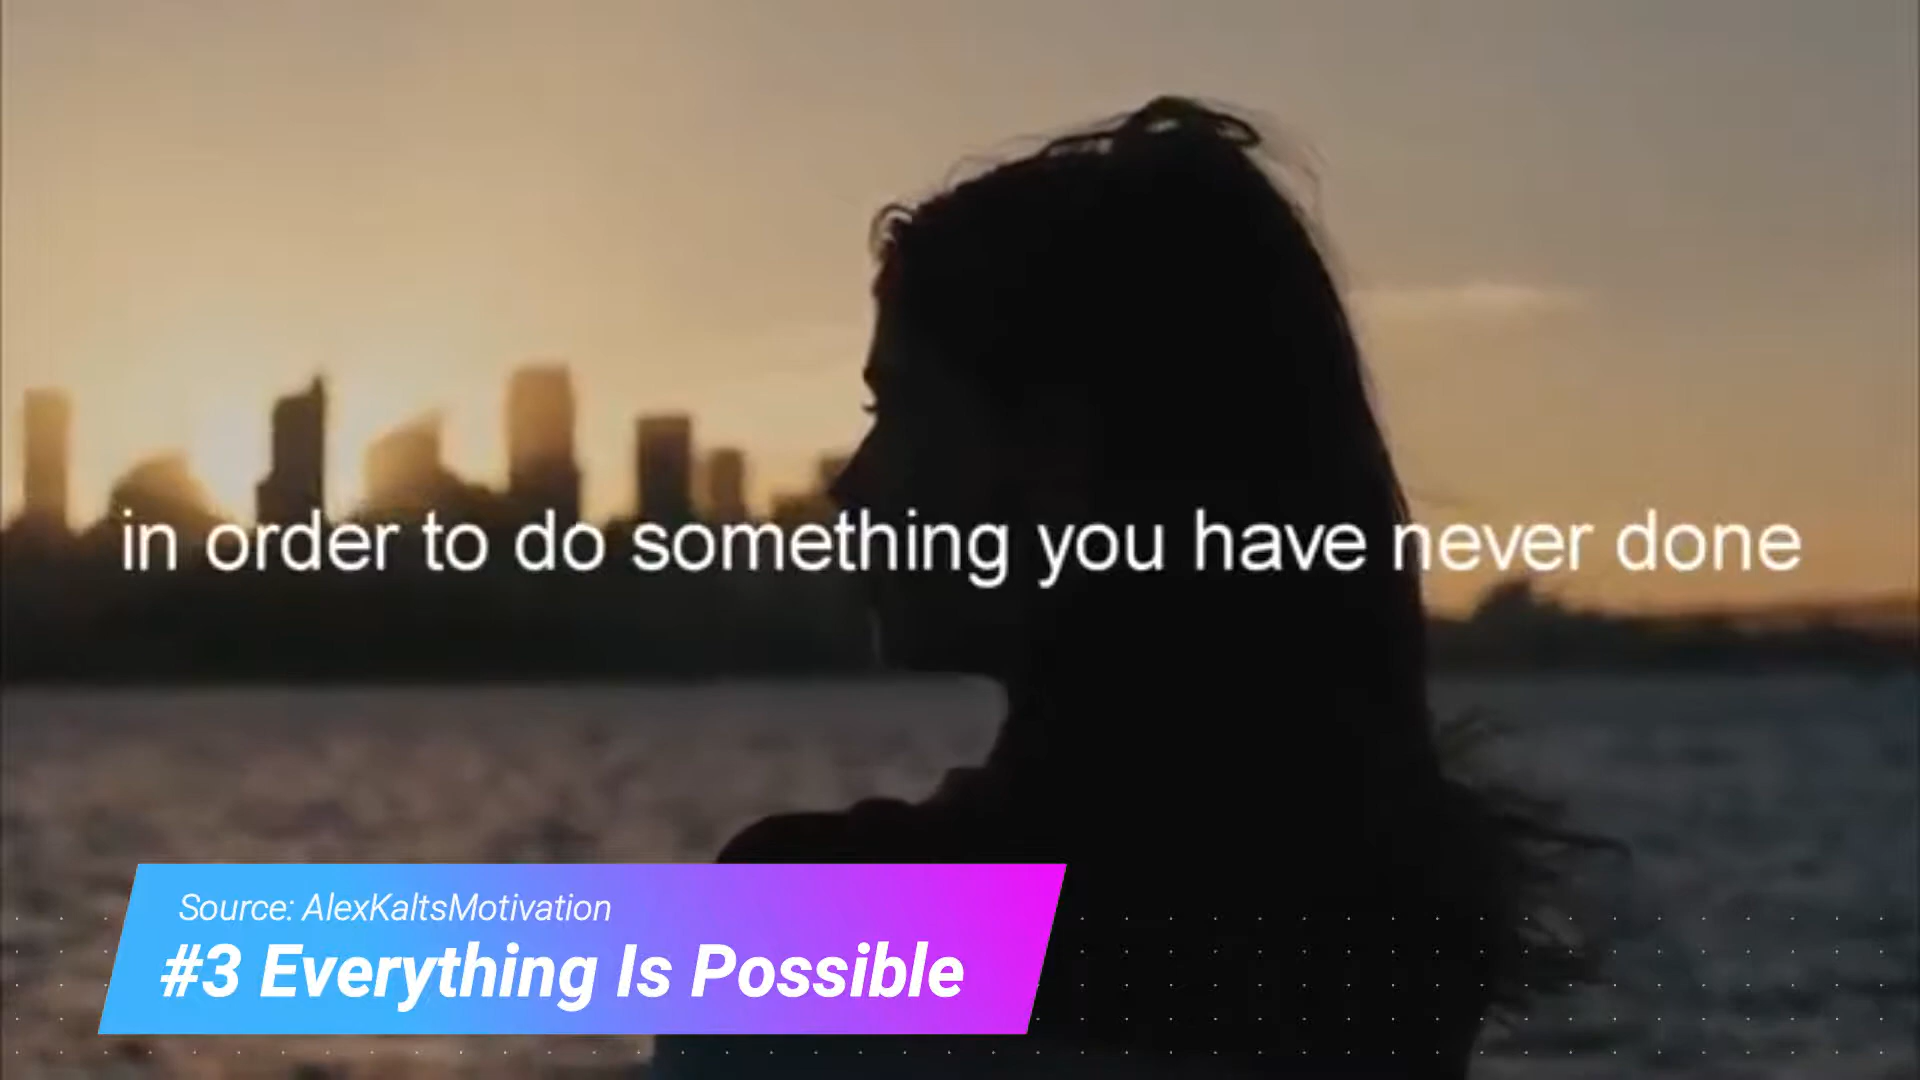 in order to do something you have never done
Source: AlexKaltsMotivation
#3 Everything Is Possible